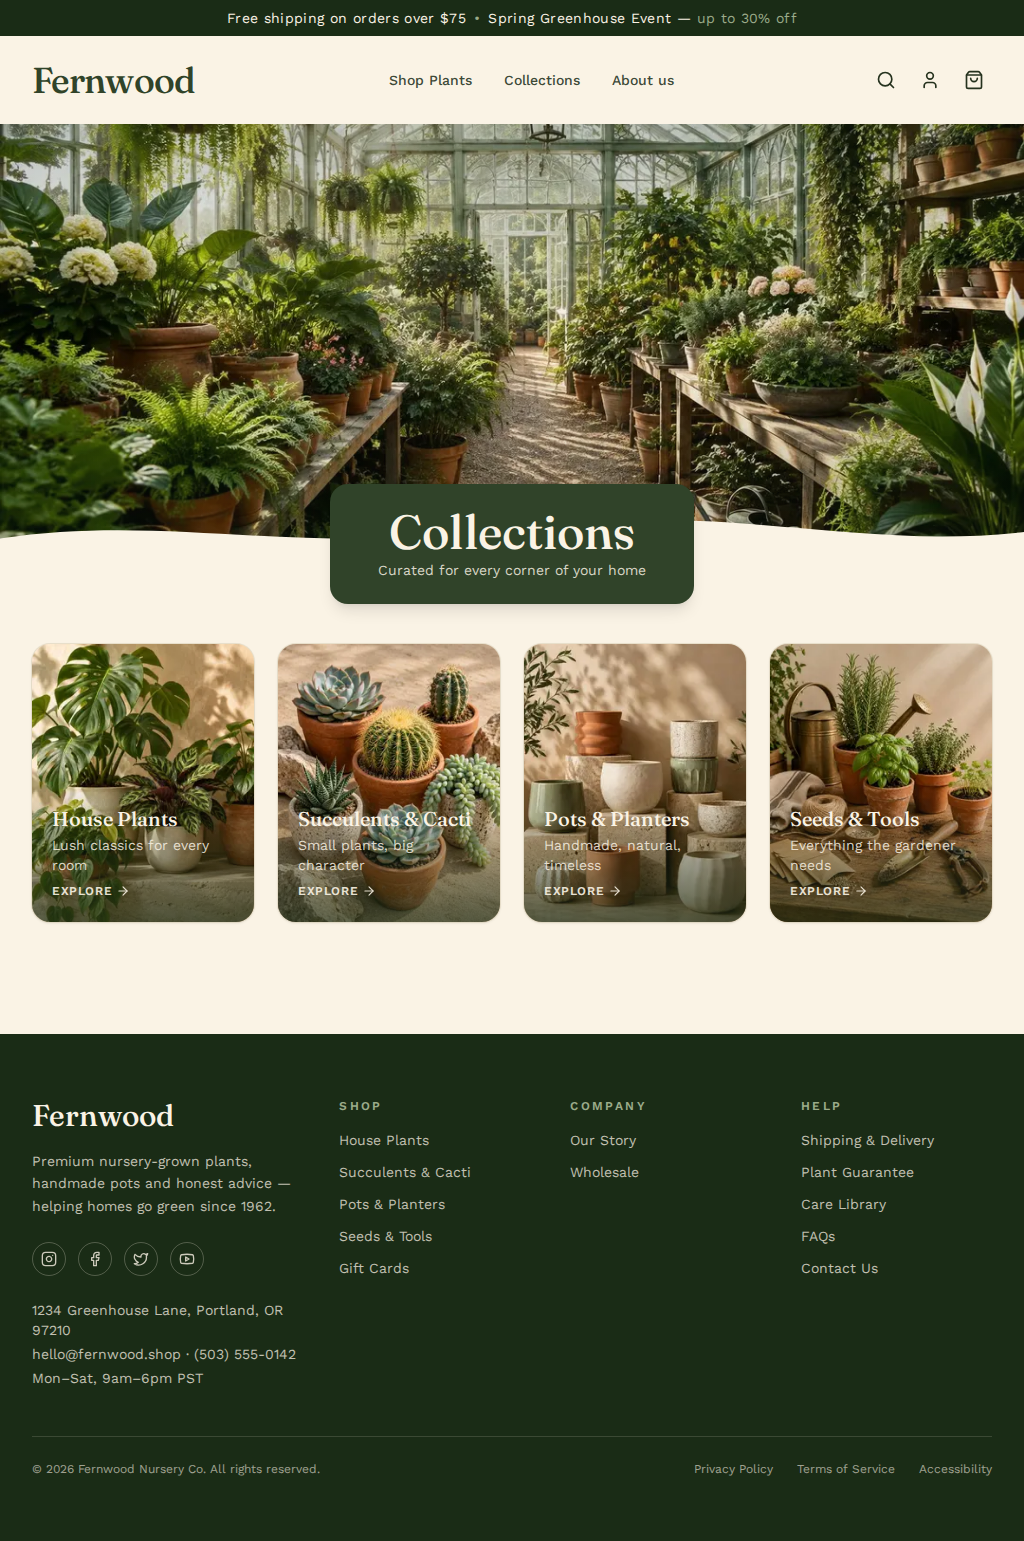 Free shipping on orders over $75 • Spring Greenhouse Event — up to 30% off
Fernwood
Shop Plants
Collections
About us
Collections
Curated for every corner of your home
House Plants
Lush classics for every
room
EXPLORE →
Succulents & Cacti
Small plants, big
character
EXPLORE →
Pots & Planters
Handmade, natural,
timeless
EXPLORE →
Seeds & Tools
Everything the gardener
needs
EXPLORE →
Fernwood
Premium nursery-grown plants,
handmade pots and honest advice —
helping homes go green since 1962.
1234 Greenhouse Lane, Portland, OR
97210
hello@fernwood.shop · (503) 555-0142
Mon–Sat, 9am–6pm PST
SHOP
House Plants
Succulents & Cacti
Pots & Planters
Seeds & Tools
Gift Cards
COMPANY
Our Story
Wholesale
HELP
Shipping & Delivery
Plant Guarantee
Care Library
FAQs
Contact Us
© 2026 Fernwood Nursery Co. All rights reserved.
Privacy Policy
Terms of Service
Accessibility